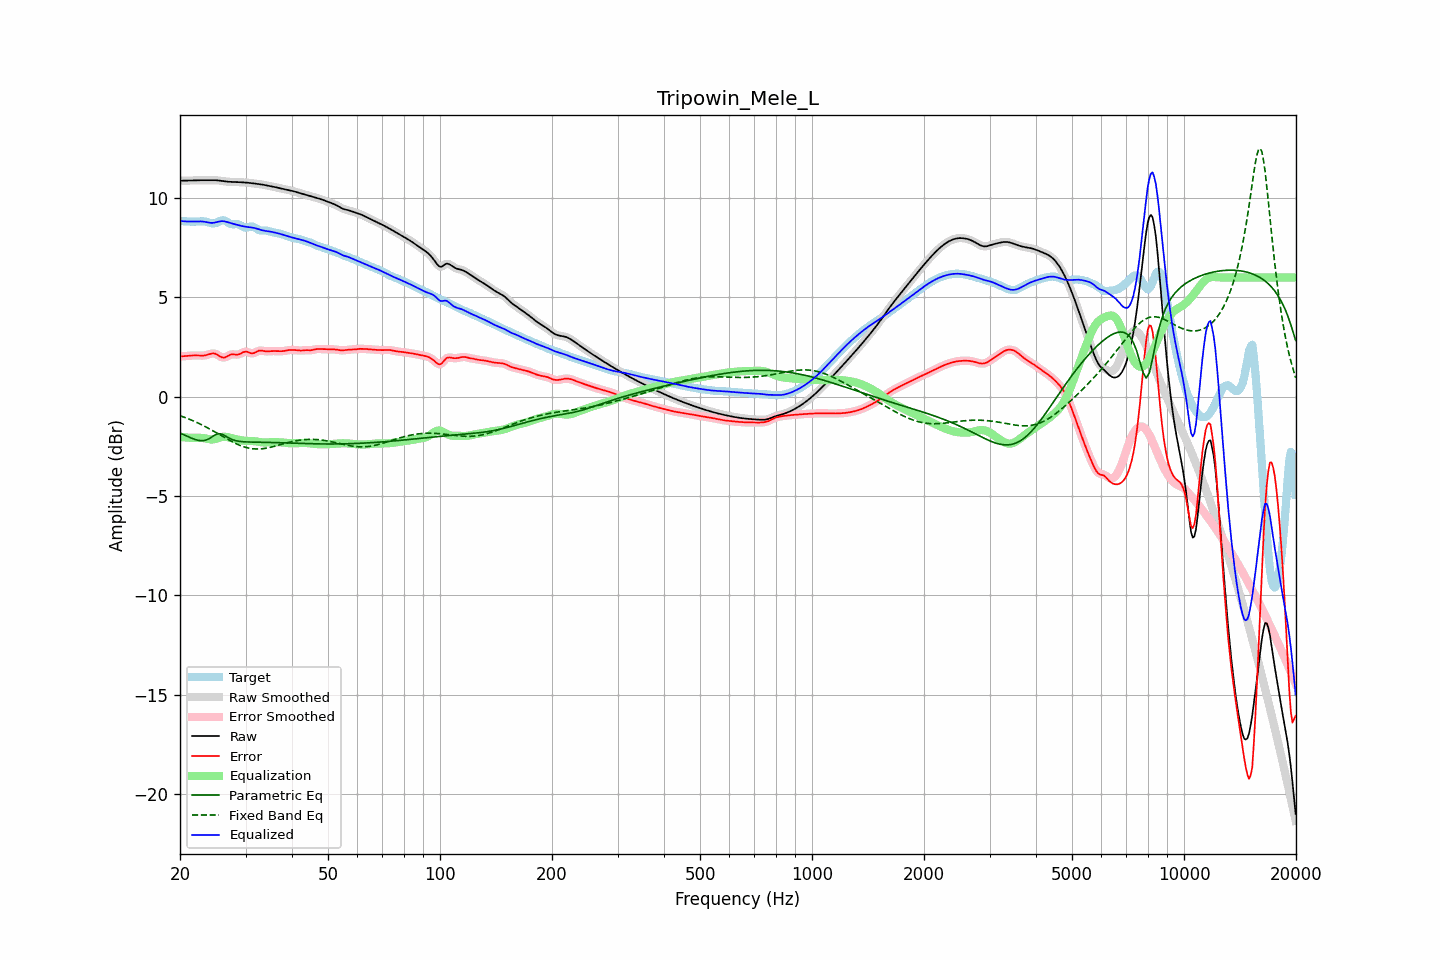 Tripowin_Mele_L
Amplitude (dBr)
10
5
0
−5
−10
−15
−20
Target
Raw Smoothed
Error Smoothed
Raw
Error
Equalization
Parametric Eq
Fixed Band Eq
Equalized
20 50 100 200 500 1000 2000 5000 10000 20000
Frequency (Hz)